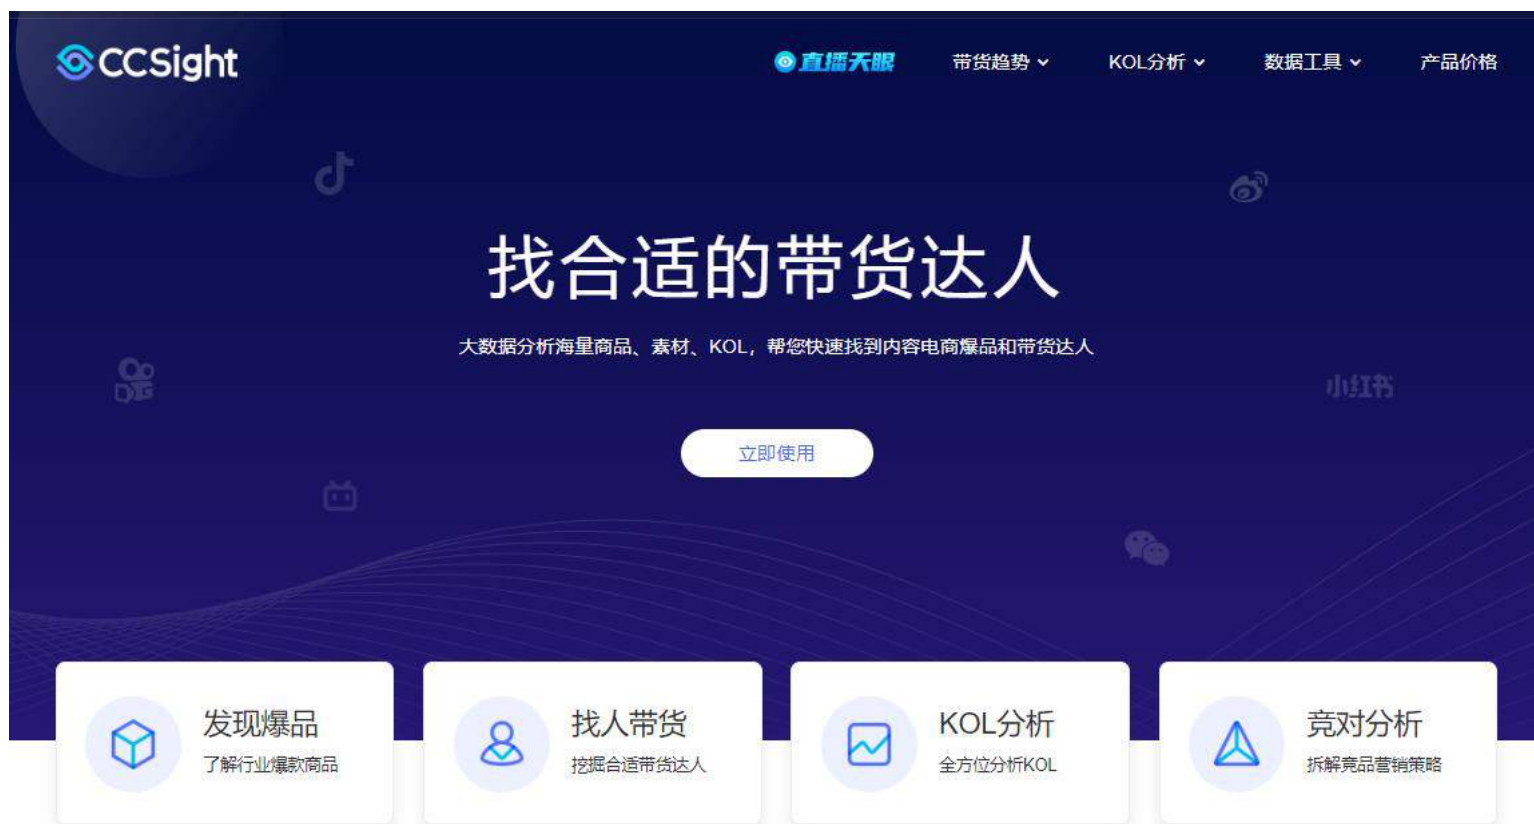 CCSight
直播天眼
带货趋势
KOL分析
数据工具
产品价格
找合适的带货达人
大数据分析海量商品、素材、KOL，帮您快速找到内容电商爆品和带货达人
小红书
立即使用
发现爆品
了解行业爆款商品
找人带货
挖掘合适带货达人
KOL分析
全方位分析KOL
竞对分析
拆解竞品营销策略